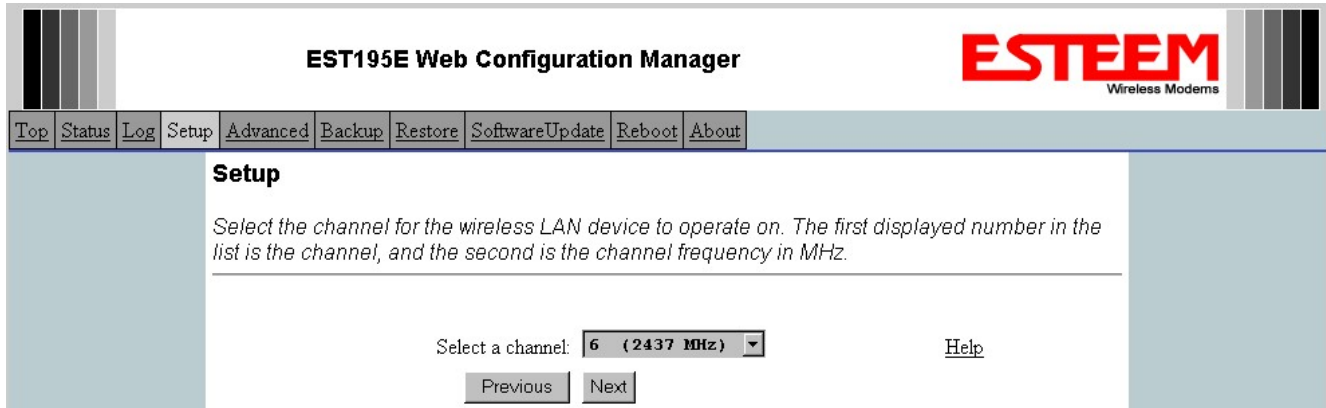 EST195E Web Configuration Manager
ESTEEM
Wireless Modems
Top Status Log Setup Advanced Backup Restore SoftwareUpdate Reboot About
Setup
Select the channel for the wireless LAN device to operate on. The first displayed number in the
list is the channel, and the second is the channel frequency in MHz.
Select a channel: 6 (2437 MHz) Help
Previous Next